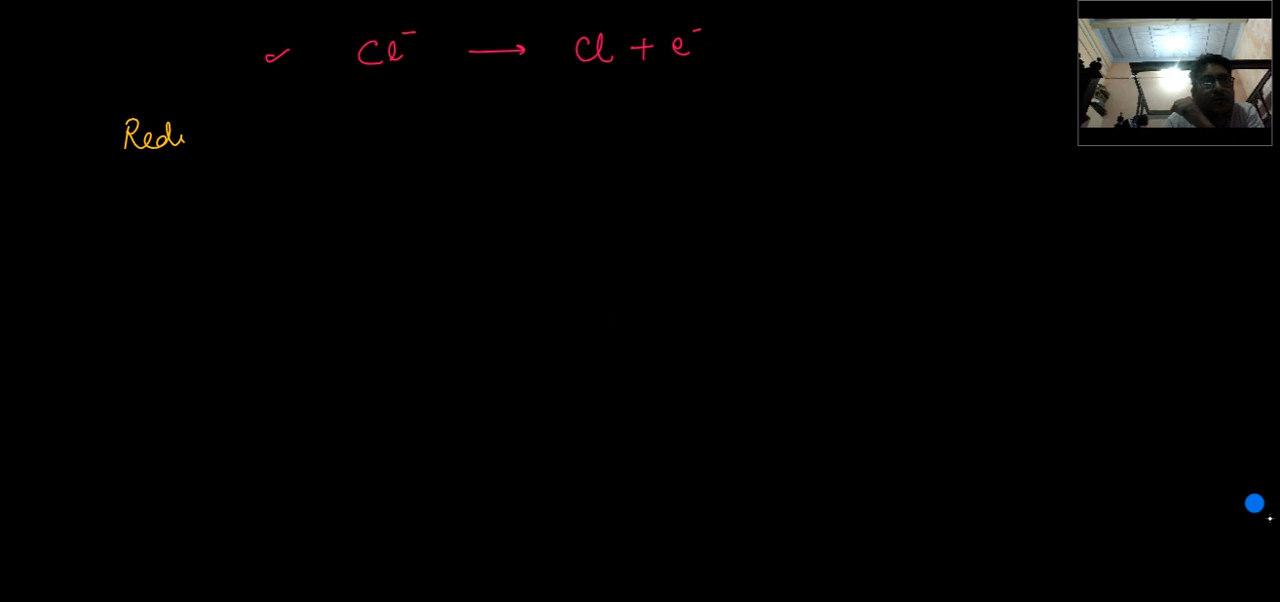 Cl⁻ ⟶ Cl + e⁻
Redu